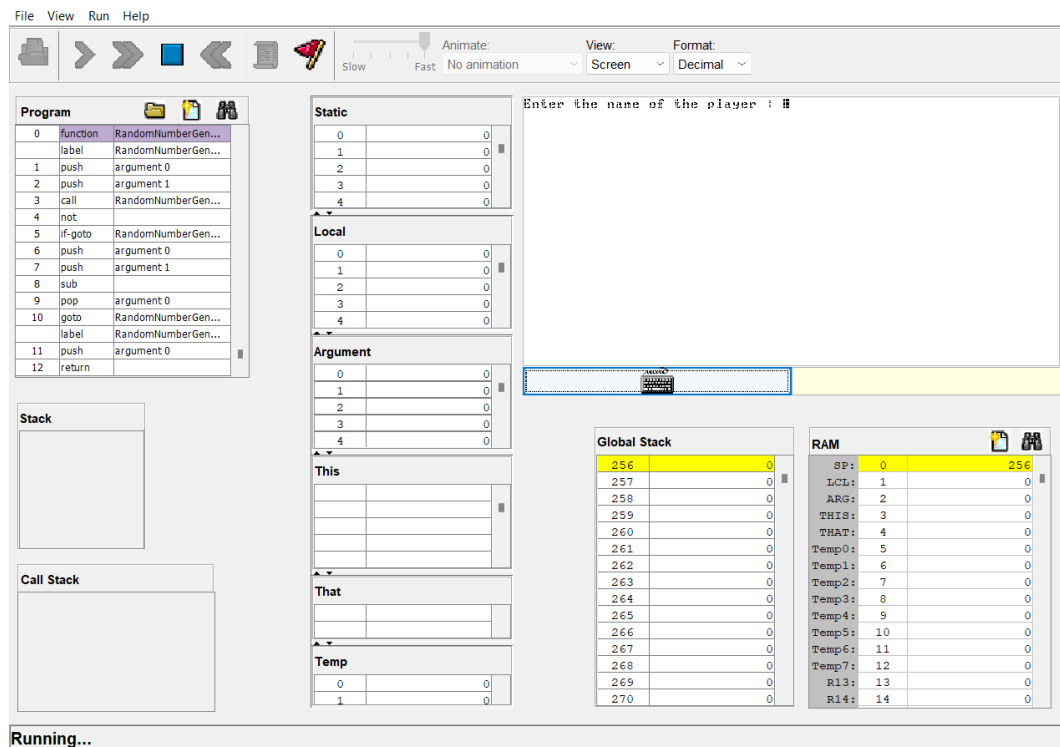 File View Run Help
Slow Fast
Animate:
No animation
View:
Screen
Format:
Decimal
Program
0 function RandomNumberGen...
label RandomNumberGen...
1 push argument 0
2 push argument 1
3 call RandomNumberGen...
4 not
5 if-goto RandomNumberGen...
6 push argument 0
7 push argument 1
8 sub
9 pop argument 0
10 goto RandomNumberGen...
label RandomNumberGen...
11 push argument 0
12 return
Stack
Call Stack
Static
0 0
1 0
2 0
3 0
4 0
Local
0 0
1 0
2 0
3 0
4 0
Argument
0 0
1 0
2 0
3 0
4 0
This
That
Temp
0 0
1 0
Enter the name of the player :
Global Stack
256 0
257 0
258 0
259 0
260 0
261 0
262 0
263 0
264 0
265 0
266 0
267 0
268 0
269 0
270 0
RAM
SP: 0 256
LCL: 1 0
ARG: 2 0
THIS: 3 0
THAT: 4 0
Temp0: 5 0
Temp1: 6 0
Temp2: 7 0
Temp3: 8 0
Temp4: 9 0
Temp5: 10 0
Temp6: 11 0
Temp7: 12 0
R13: 13 0
R14: 14 0
Running...